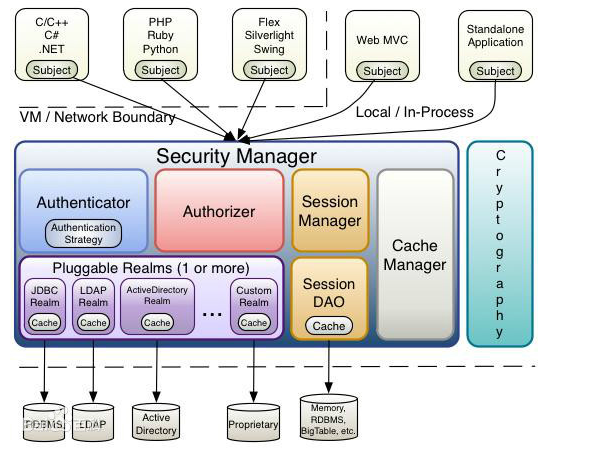 C/C++
C#
.NET
Subject
PHP
Ruby
Python
Subject
Flex
Silverlight
Swing
Subject
Web MVC
Subject
Standalone
Application
Subject
VM / Network Boundary
Local / In-Process
Security Manager
Authenticator
Authentication
Strategy
Authorizer
Session
Manager
Cache
Manager
Cryptography
Pluggable Realms (1 or more)
JDBC
Realm
Cache
LDAP
Realm
Cache
ActiveDirectory
Realm
Cache
...
Custom
Realm
Cache
Session
DAO
Cache
RDBMS
LDAP
Active
Directory
Proprietary
Memory,
RDBMS,
BigTable, etc.